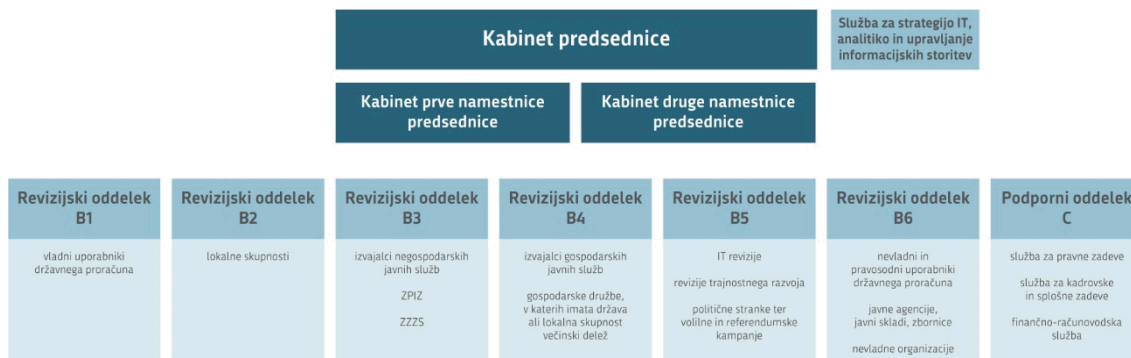 Kabinet predsednice
Služba za strategijo IT,
analitiko in upravljanje
informacijskih storitev
Kabinet prve namestnice
predsednice
Kabinet druge namestnice
predsednice
Revizijski oddelek
B1
vladni uporabniki
državnega proračuna
Revizijski oddelek
B2
lokalne skupnosti
Revizijski oddelek
B3
izvajalci negospodarskih
javnih služb
ZPIZ
ZZZS
Revizijski oddelek
B4
izvajalci gospodarskih
javnih služb
gospodarske družbe,
v katerih imata država
ali lokalna skupnost
večinski delež
Revizijski oddelek
B5
IT revizije
revizije trajnostnega razvoja
politične stranke ter
volilne in referendumske
kampanje
Revizijski oddelek
B6
nevladni in
pravosodni uporabniki
državnega proračuna
javne agencije,
javni skladi, zbornice
nevladne organizacije
Podporni oddelek
C
služba za pravne zadeve
služba za kadrovske
in splošne zadeve
finančno-računovodska
služba